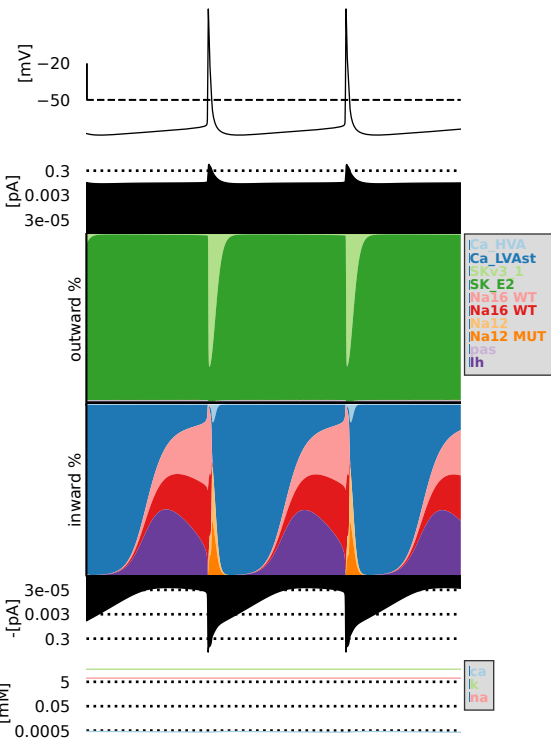 [mV]
−20
−50
[pA]
0.3
0.003
3e-05
outward %
Ca_HVA
Ca_LVAst
SKv3_1
SK_E2
Na16 WT
Na16 WT
Na12
Na12 MUT
pas
Ih
inward %
-[pA]
3e-05
0.003
0.3
[mM]
5
0.05
0.0005
ca
k
na